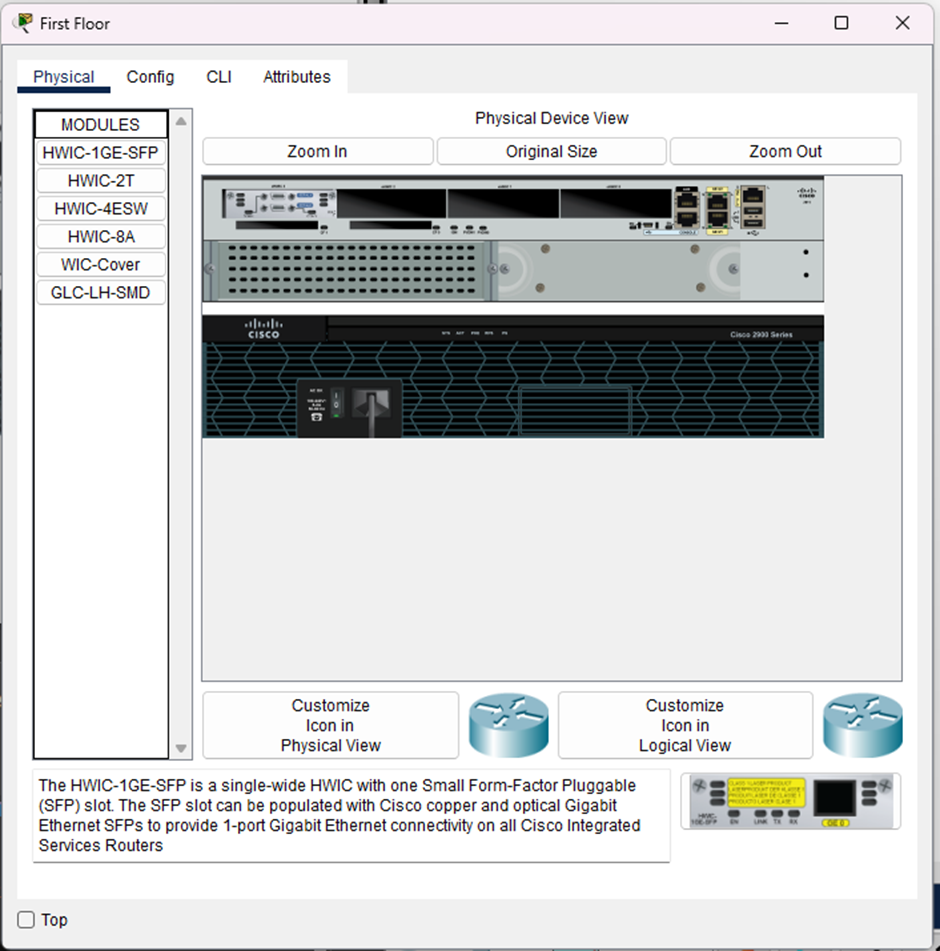 First Floor
Physical
Config
CLI
Attributes
MODULES
HWIC-1GE-SFP
HWIC-2T
HWIC-4ESW
HWIC-8A
WIC-Cover
GLC-LH-SMD
Physical Device View
Zoom In
Original Size
Zoom Out
CISCO
Cisco 2900 Series
Customize
Icon in
Physical View
Customize
Icon in
Logical View
The HWIC-1GE-SFP is a single-wide HWIC with one Small Form-Factor Pluggable
(SFP) slot. The SFP slot can be populated with Cisco copper and optical Gigabit
Ethernet SFPs to provide 1-port Gigabit Ethernet connectivity on all Cisco Integrated
Services Routers
CLASS 1 LASER PRODUCT
HWIC-
1GE-SFP
EN
LINK
TX
RX
GE 0
Top